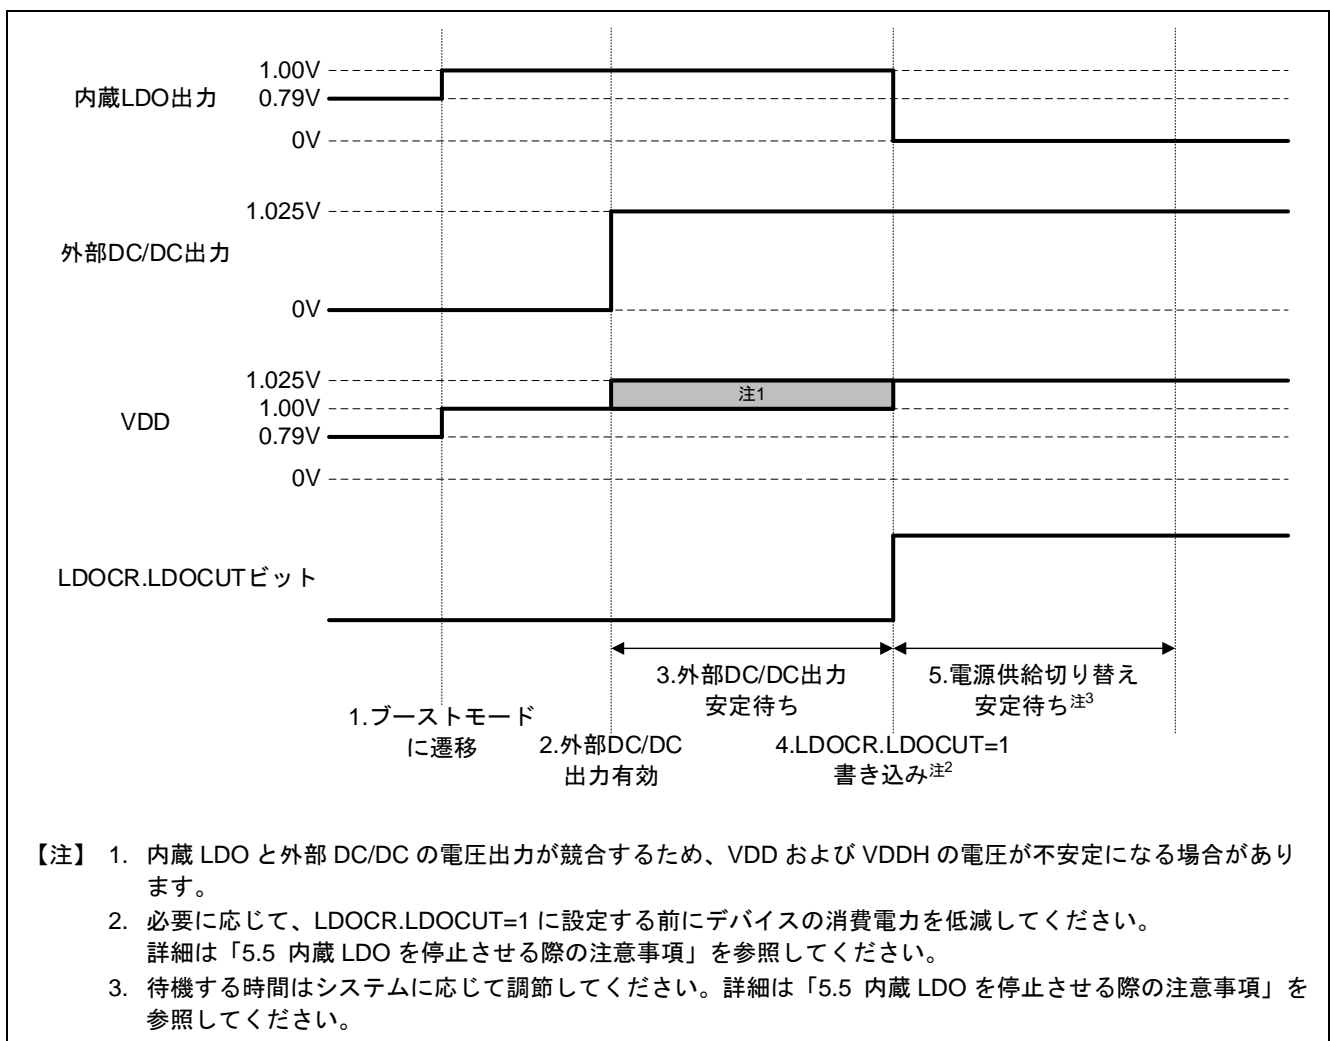 1.00V
内蔵LDO出力
0.79V
0V
1.025V
外部DC/DC出力
0V
1.025V
1.00V
注1
VDD
0.79V
0V
LDOCR.LDOCUTビット
3.外部DC/DC出力
安定待ち
5.電源供給切り替え
安定待ち注3
1.ブーストモード
に遷移
2.外部DC/DC
出力有効
4.LDOCR.LDOCUT=1
書き込み注2
【注】 1. 内蔵 LDO と外部 DC/DC の電圧出力が競合するため、VDD および VDDH の電圧が不安定になる場合があり
ます。
2. 必要に応じて、LDOCR.LDOCUT=1 に設定する前にデバイスの消費電力を低減してください。
詳細は「5.5 内蔵 LDO を停止させる際の注意事項」を参照してください。
3. 待機する時間はシステムに応じて調節してください。詳細は「5.5 内蔵 LDO を停止させる際の注意事項」を
参照してください。